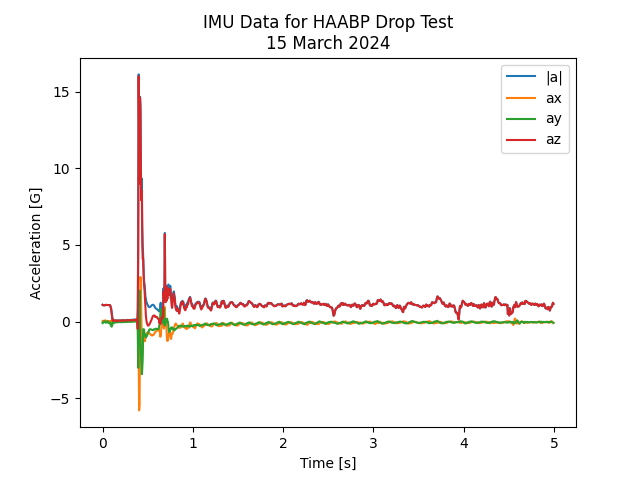 IMU Data for HAABP Drop Test
15 March 2024
|a|
ax
ay
az
Acceleration [G]
15
10
5
0
−5
0
1
2
3
4
5
Time [s]